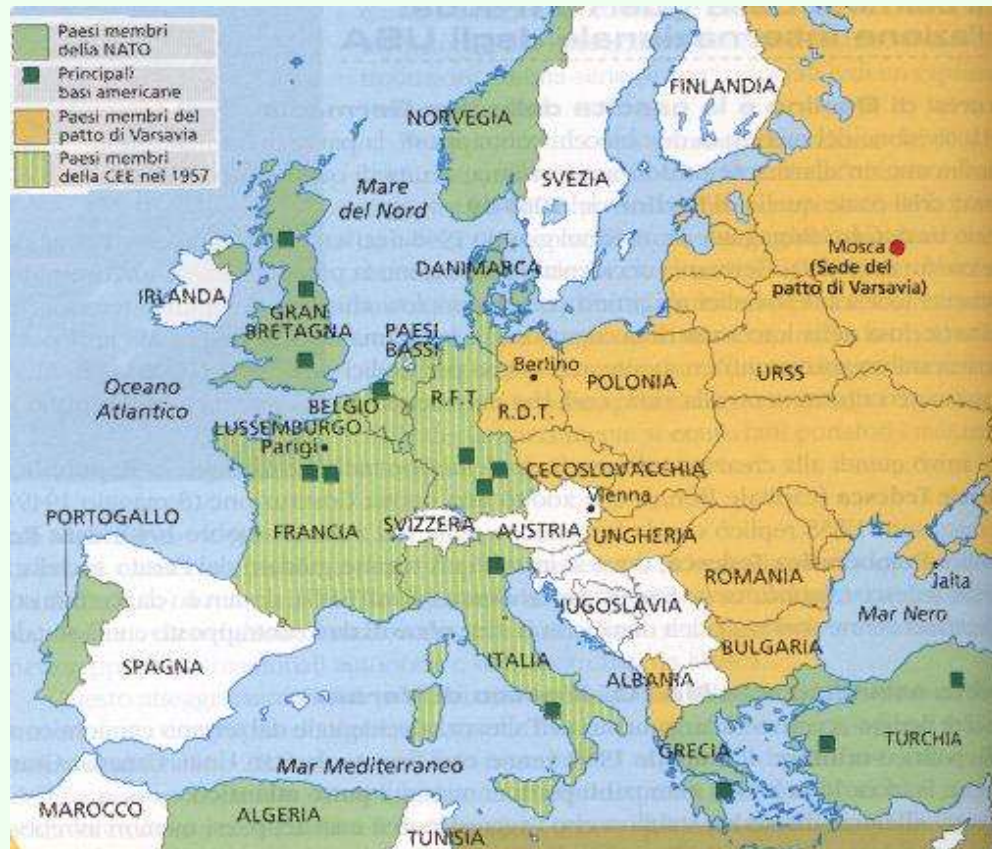 Paesi membri
della NATO
Principali
basi americane
Paesi membri del
patto di Varsavia
Paesi membri
della CEE nel 1957
FINLANDIA
NORVEGIA
SVEZIA
Mare
del Nord
Mosca
(Sede del
patto di Varsavia)
DANIMARCA
IRLANDA
GRAN
BRETAGNA
PAESI
BASSI
Berlino
POLONIA
URSS
Oceano
Atlantico
R.F.T.
R.D.T.
BELGIO
LUSSEMBURGO
Parigi
CECOSLOVACCHIA
Vienna
PORTOGALLO
FRANCIA
SVIZZERA
AUSTRIA
UNGHERIA
ROMANIA
Jalta
JUGOSLAVIA
Mar Nero
SPAGNA
ITALIA
BULGARIA
ALBANIA
GRECIA
TURCHIA
Mar Mediterraneo
MAROCCO
ALGERIA
TUNISIA